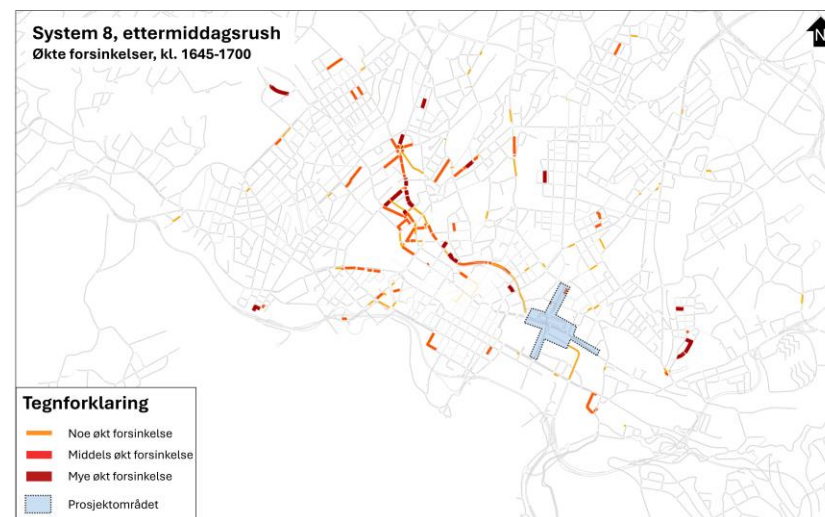 System 8, ettermiddagsrush
Økte forsinkelser, kl. 1645-1700
N
Tegnforklaring
Noe økt forsinkelse
Middels økt forsinkelse
Mye økt forsinkelse
Prosjektområdet